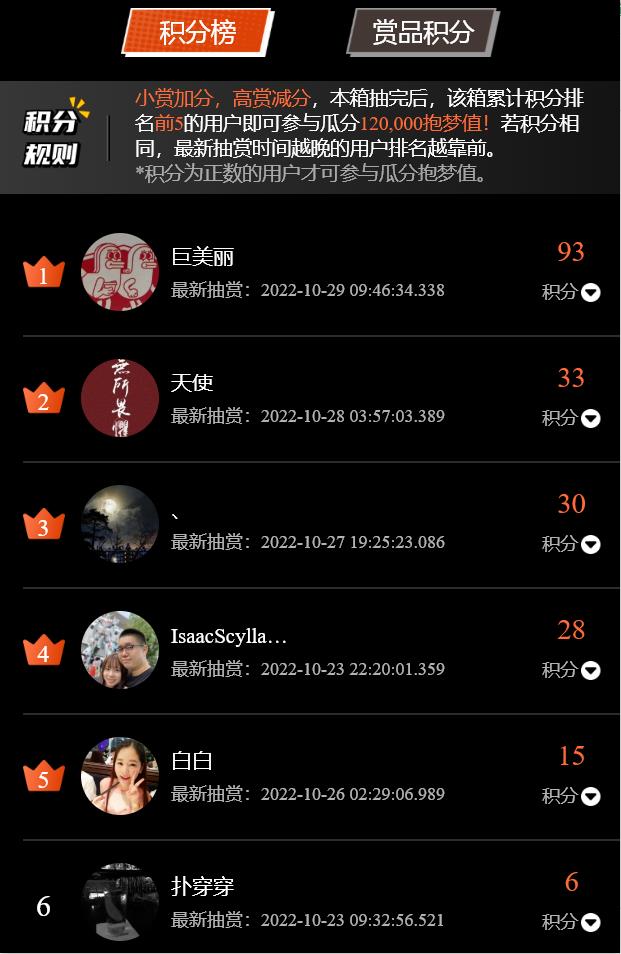 积分榜
赏品积分
积分
规则
小赏加分，高赏减分，本箱抽完后，该箱累计积分排
名前5的用户即可参与瓜分120,000抱梦值！若积分相
同，最新抽赏时间越晚的用户排名越靠前。
*积分为正数的用户才可参与瓜分抱梦值。
1
巨美丽
最新抽赏：2022-10-29 09:46:34.338
93
积分
2
無所畏懼
天使
最新抽赏：2022-10-28 03:57:03.389
33
积分
3
、
最新抽赏：2022-10-27 19:25:23.086
30
积分
4
IsaacScylla…
最新抽赏：2022-10-23 22:20:01.359
28
积分
5
白白
最新抽赏：2022-10-26 02:29:06.989
15
积分
6
扑穿穿
最新抽赏：2022-10-23 09:32:56.521
6
积分